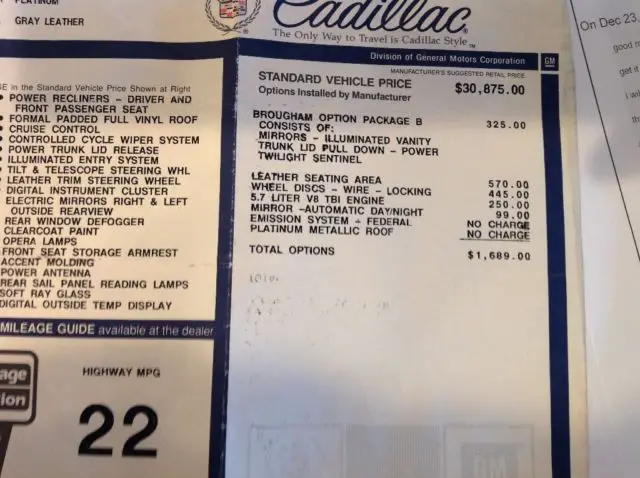 PLATINUM
GRAY LEATHER
Cadillac®
The Only Way to Travel is Cadillac Style™
Division of General Motors Corporation
GM
in the Standard Vehicle Price Shown at Right
• POWER RECLINERS - DRIVER AND
FRONT PASSENGER SEAT
• FORMAL PADDED FULL VINYL ROOF
• CRUISE CONTROL
• CONTROLLED CYCLE WIPER SYSTEM
• POWER TRUNK LID RELEASE
• ILLUMINATED ENTRY SYSTEM
• TILT & TELESCOPE STEERING WHL
• LEATHER TRIM STEERING WHEEL
DIGITAL INSTRUMENT CLUSTER
ELECTRIC MIRRORS RIGHT & LEFT
OUTSIDE REARVIEW
REAR WINDOW DEFOGGER
CLEARCOAT PAINT
OPERA LAMPS
FRONT SEAT STORAGE ARMREST
ACCENT MOLDING
POWER ANTENNA
REAR SAIL PANEL READING LAMPS
SOFT RAY GLASS
DIGITAL OUTSIDE TEMP DISPLAY
MILEAGE GUIDE available at the dealer
HIGHWAY MPG
22
MANUFACTURER'S SUGGESTED RETAIL PRICE
STANDARD VEHICLE PRICE $30,875.00
Options Installed by Manufacturer
BROUGHAM OPTION PACKAGE B 325.00
CONSISTS OF:
MIRRORS - ILLUMINATED VANITY
TRUNK LID PULL DOWN - POWER
TWILIGHT SENTINEL
LEATHER SEATING AREA 570.00
WHEEL DISCS - WIRE - LOCKING 445.00
5.7 LITER V8 TBI ENGINE 250.00
MIRROR -AUTOMATIC DAY/NIGHT 99.00
EMISSION SYSTEM - FEDERAL NO CHARGE
PLATINUM METALLIC ROOF NO CHARGE
TOTAL OPTIONS $1,689.00
GM
On Dec 23,
get it